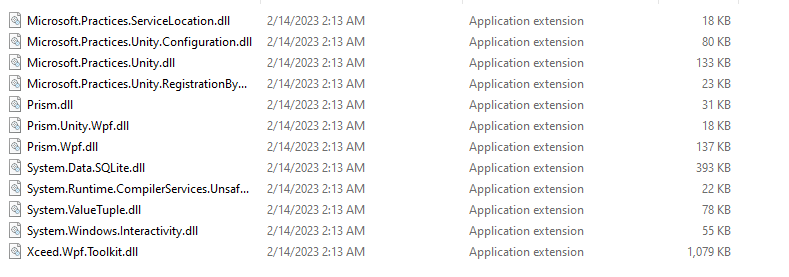 Microsoft.Practices.ServiceLocation.dll 2/14/2023 2:13 AM Application extension 18 KB
Microsoft.Practices.Unity.Configuration.dll 2/14/2023 2:13 AM Application extension 80 KB
Microsoft.Practices.Unity.dll 2/14/2023 2:13 AM Application extension 133 KB
Microsoft.Practices.Unity.RegistrationBy... 2/14/2023 2:13 AM Application extension 23 KB
Prism.dll 2/14/2023 2:13 AM Application extension 31 KB
Prism.Unity.Wpf.dll 2/14/2023 2:13 AM Application extension 18 KB
Prism.Wpf.dll 2/14/2023 2:13 AM Application extension 137 KB
System.Data.SQLite.dll 2/14/2023 2:13 AM Application extension 393 KB
System.Runtime.CompilerServices.Unsaf... 2/14/2023 2:13 AM Application extension 22 KB
System.ValueTuple.dll 2/14/2023 2:13 AM Application extension 78 KB
System.Windows.Interactivity.dll 2/14/2023 2:13 AM Application extension 55 KB
Xceed.Wpf.Toolkit.dll 2/14/2023 2:13 AM Application extension 1,079 KB